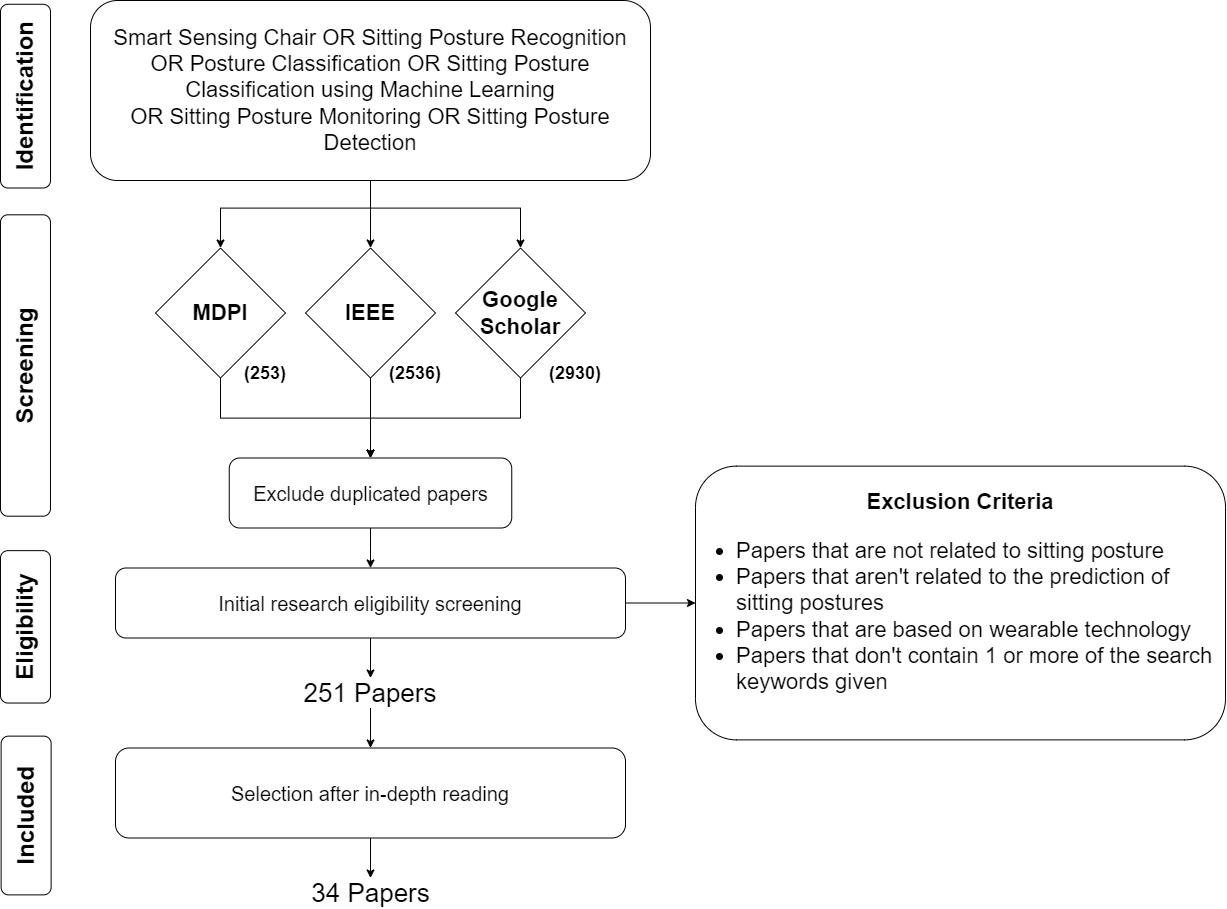 Identification
Smart Sensing Chair OR Sitting Posture Recognition
OR Posture Classification OR Sitting Posture
Classification using Machine Learning
OR Sitting Posture Monitoring OR Sitting Posture
Detection
Screening
MDPI
(253)
IEEE
(2536)
Google
Scholar
(2930)
Exclude duplicated papers
Eligibility
Initial research eligibility screening
Exclusion Criteria
• Papers that are not related to sitting posture
• Papers that aren't related to the prediction of
sitting postures
• Papers that are based on wearable technology
• Papers that don't contain 1 or more of the search
keywords given
251 Papers
Included
Selection after in-depth reading
34 Papers